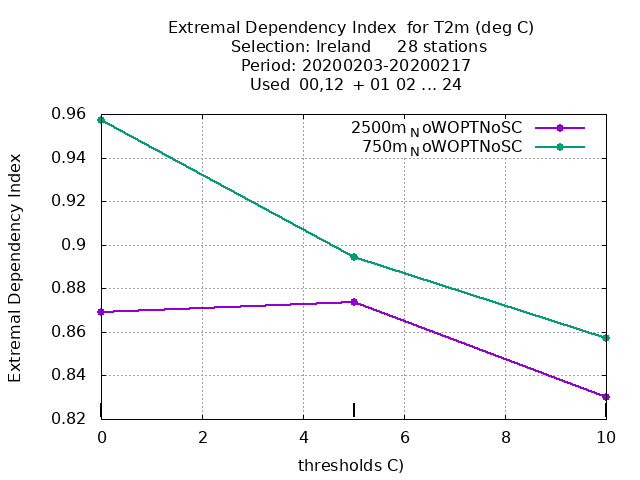 Extremal Dependency Index  for T2m (deg C)
Selection: Ireland     28 stations
Period: 20200203-20200217
Used  00,12  + 01 02 ... 24
0.96
0.94
0.92
0.9
0.88
0.86
0.84
0.82
Extremal Dependency Index
2500m_NoWOPTNoSC
750m_NoWOPTNoSC
0 2 4 6 8 10
thresholds C)